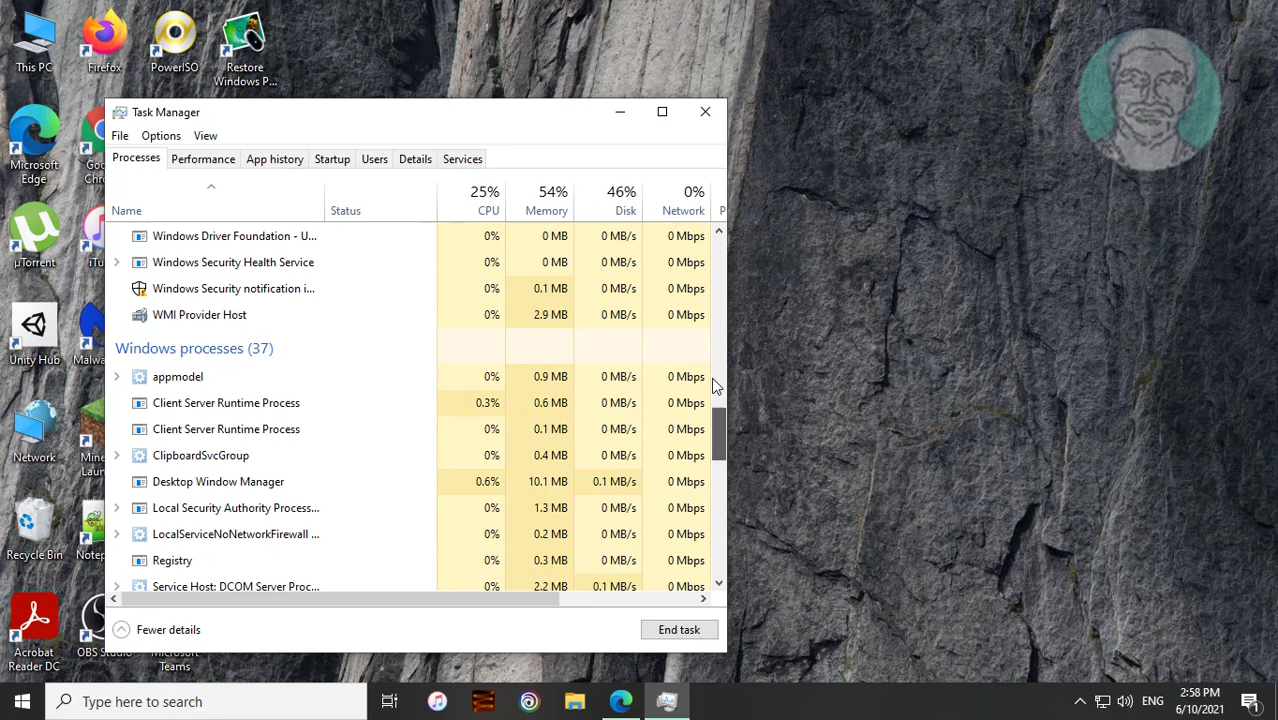 This PC
Firefox
PowerISO
Restore
Windows P...
Microsoft
Edge
μTorrent
Unity Hub
Network
Recycle Bin
Acrobat
Reader DC
OBS Studio
Microsoft
Teams
Task Manager
File Options View
Processes Performance App history Startup Users Details Services
25% 54% 46% 0%
Name Status CPU Memory Disk Network P
Windows Driver Foundation - U... 0% 0 MB 0 MB/s 0 Mbps
Windows Security Health Service 0% 0 MB 0 MB/s 0 Mbps
Windows Security notification i... 0% 0.1 MB 0 MB/s 0 Mbps
WMI Provider Host 0% 2.9 MB 0 MB/s 0 Mbps
Windows processes (37)
appmodel 0% 0.9 MB 0 MB/s 0 Mbps
Client Server Runtime Process 0.3% 0.6 MB 0 MB/s 0 Mbps
Client Server Runtime Process 0% 0.1 MB 0 MB/s 0 Mbps
ClipboardSvcGroup 0% 0.4 MB 0 MB/s 0 Mbps
Desktop Window Manager 0.6% 10.1 MB 0.1 MB/s 0 Mbps
Local Security Authority Process... 0% 1.3 MB 0 MB/s 0 Mbps
LocalServiceNoNetworkFirewall ... 0% 0.2 MB 0 MB/s 0 Mbps
Registry 0% 0.3 MB 0 MB/s 0 Mbps
Service Host: DCOM Server Proc... 0% 2.2 MB 0.1 MB/s 0 Mbps
Fewer details End task
Type here to search
ENG
2:58 PM
6/10/2021
1